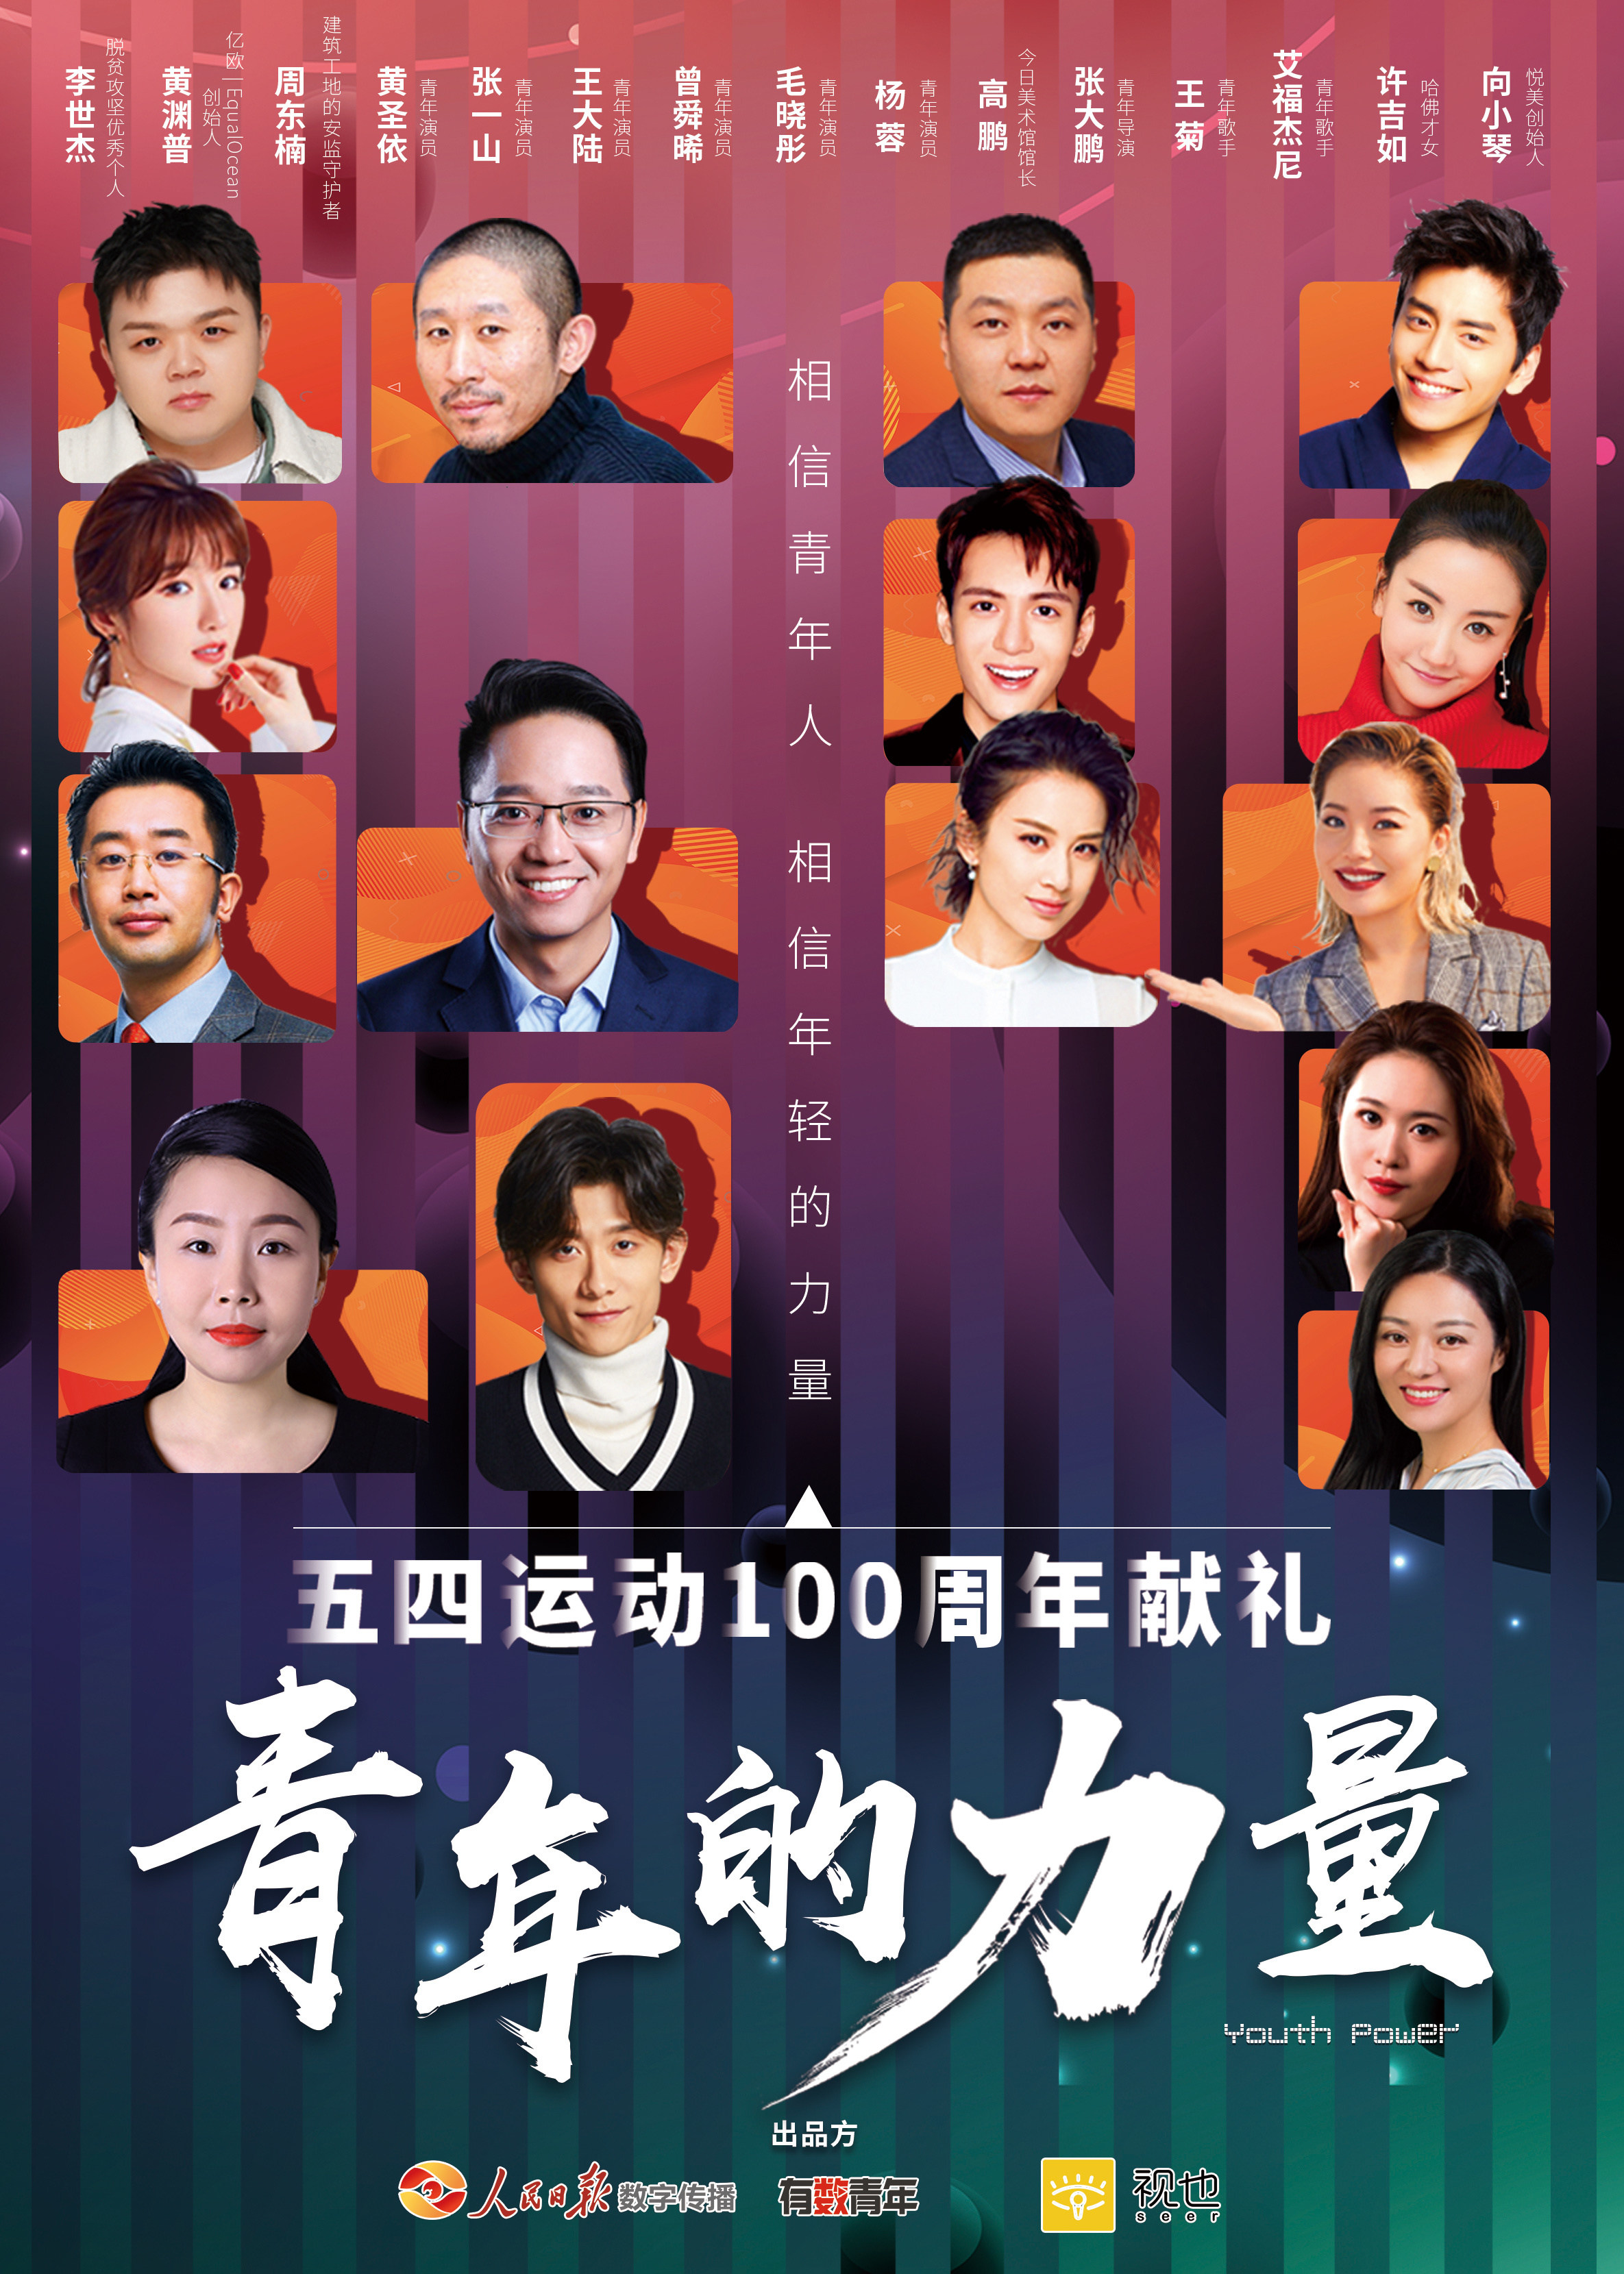 李世杰
脱贫攻坚优秀个人
黄渊普
亿欧|EqualOcean
创始人
周东楠
建筑工地的安监守护者
黄圣依
青年演员
张一山
青年演员
王大陆
青年演员
曾舜晞
青年演员
毛晓彤
青年演员
杨蓉
青年演员
高鹏
今日美术馆馆长
张大鹏
青年导演
王菊
青年歌手
艾福杰尼
青年歌手
许吉如
哈佛才女
向小琴
悦美创始人
相信青年人 相信年轻的力量
五四运动100周年献礼
青年的力量
Youth Power
出品方
人民日报 数字传播
有数青年
视也
seer